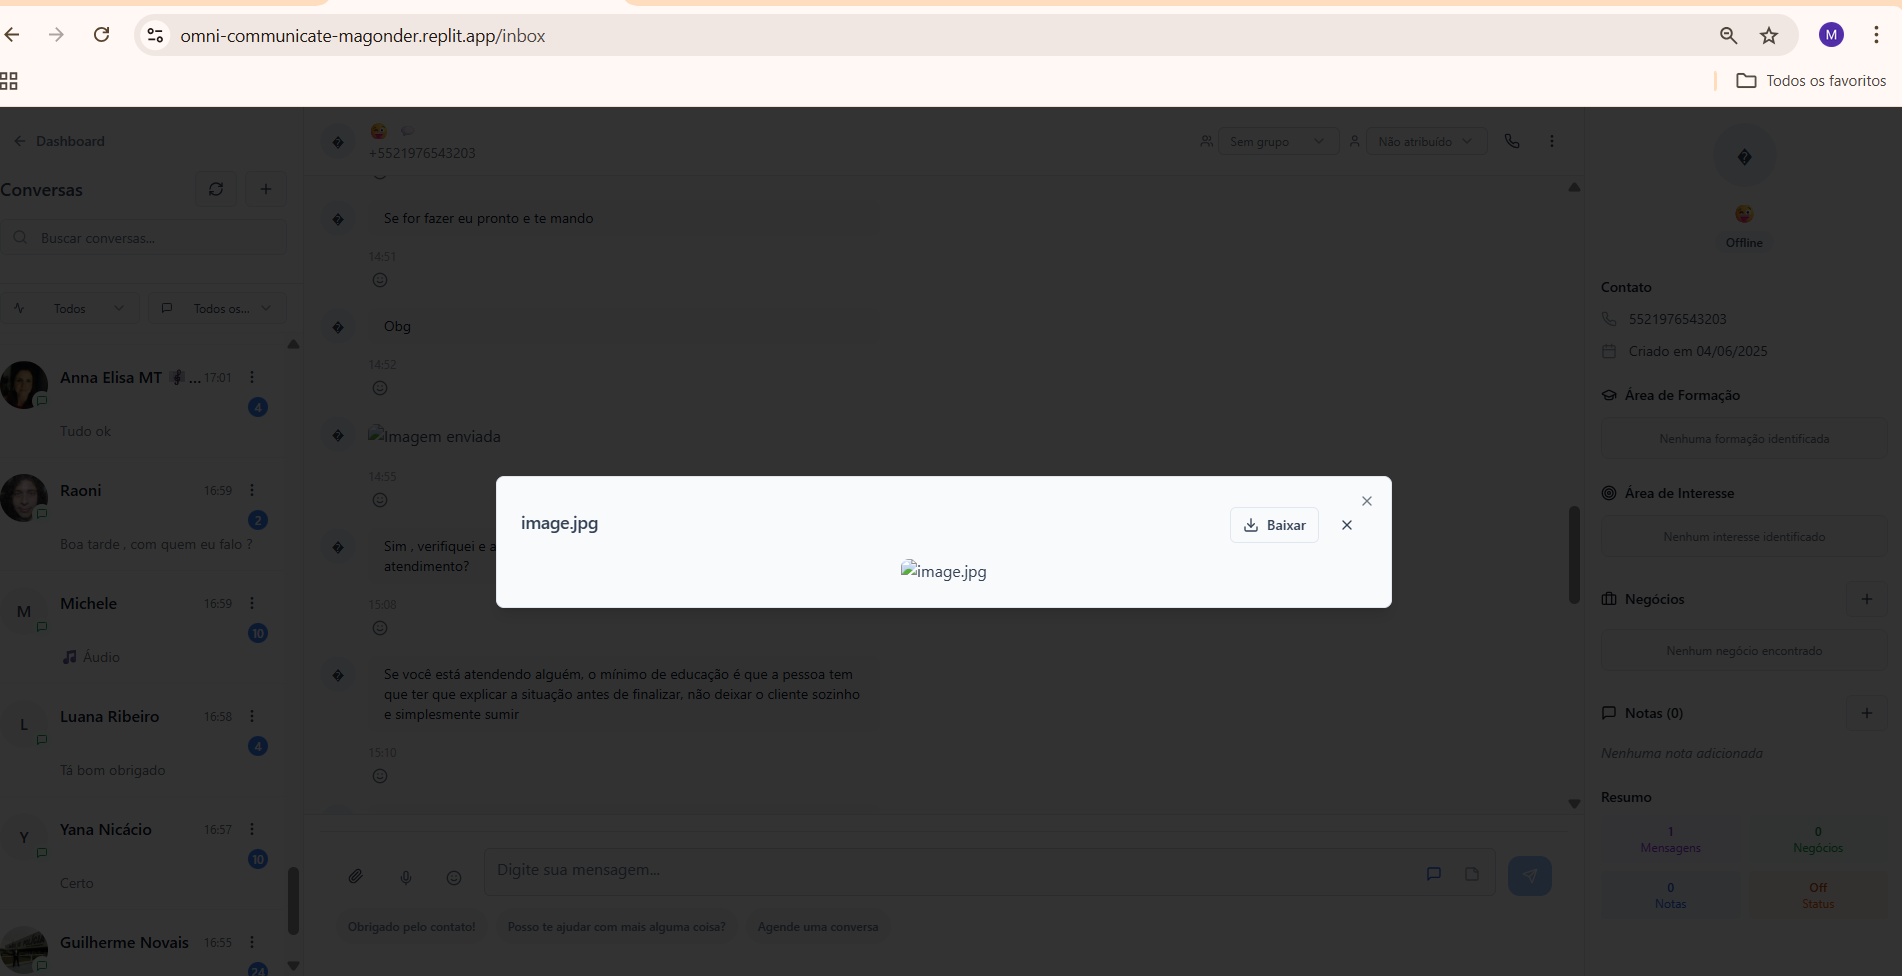 omni-communicate-magonder.replit.app/inbox
M
Todos os favoritos
Dashboard
Conversas
Buscar conversas...
Todos
Todos os...
Anna Elisa MT ... 17:01
4
Tudo ok
Raoni 16:59
2
Boa tarde , com quem eu falo ?
M
Michele 16:59
10
Áudio
L
Luana Ribeiro 16:58
4
Tá bom obrigado
Y
Yana Nicácio 16:57
10
Certo
Guilherme Novais 16:55
24
+5521976543203
Sem grupo
Não atribuído
Se for fazer eu pronto e te mando
14:51
Obg
14:52
Imagem enviada
14:55
Sim , verifiquei e a
atendimento?
15:08
Se você está atendendo alguém, o mínimo de educação é que a pessoa tem
que ter que explicar a situação antes de finalizar, não deixar o cliente sozinho
e simplesmente sumir
15:10
image.jpg
Baixar
image.jpg
Digite sua mensagem...
Obrigado pelo contato!
Posso te ajudar com mais alguma coisa?
Agende uma conversa
Offline
Contato
5521976543203
Criado em 04/06/2025
Área de Formação
Nenhuma formação identificada
Área de Interesse
Nenhum interesse identificado
Negócios
Nenhum negócio encontrado
Notas (0)
Nenhuma nota adicionada
Resumo
1
Mensagens
0
Negócios
0
Notas
Off
Status